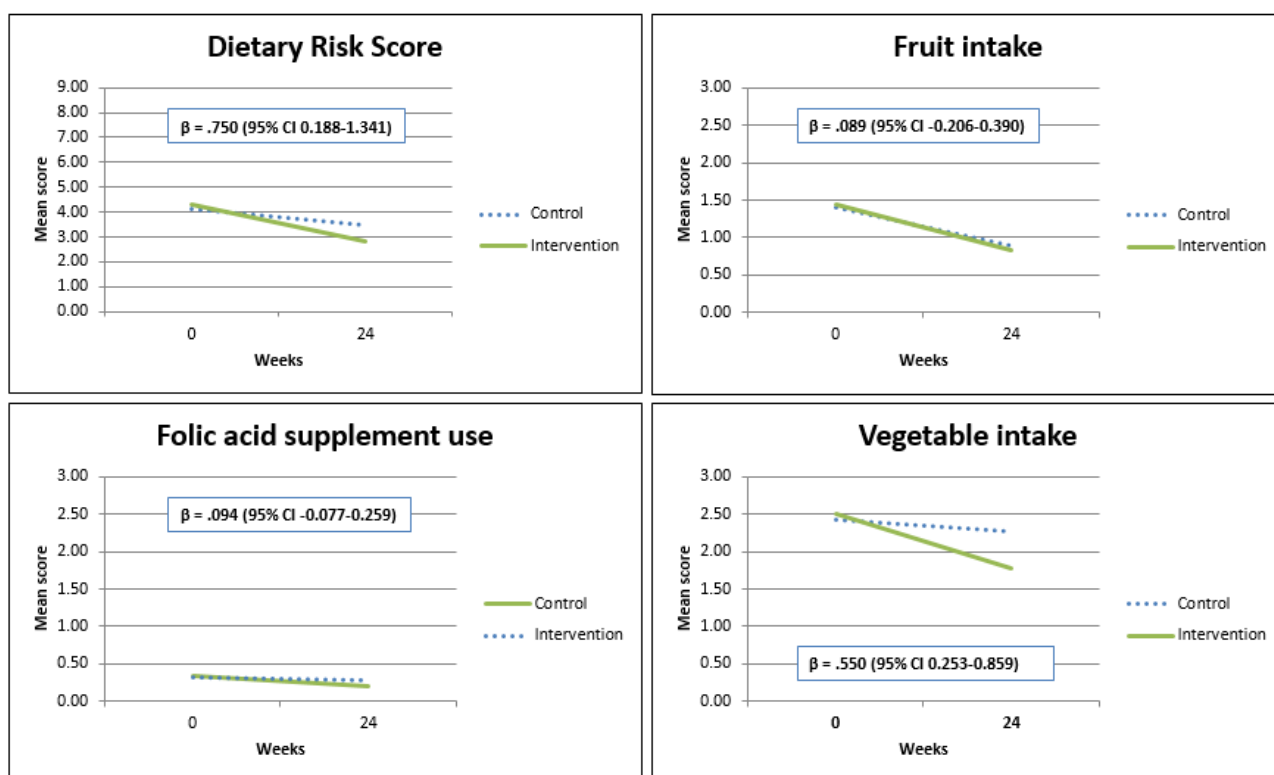 Dietary Risk Score
9.00
8.00
7.00
6.00
5.00
4.00
3.00
2.00
1.00
0.00
Mean score
β = .750 (95% CI 0.188-1.341)
Control
Intervention
0 24
Weeks
Fruit intake
3.00
2.50
2.00
1.50
1.00
0.50
0.00
Mean score
β = .089 (95% CI -0.206-0.390)
Control
Intervention
0 24
Weeks
Folic acid supplement use
3.00
2.50
2.00
1.50
1.00
0.50
0.00
Mean score
β = .094 (95% CI -0.077-0.259)
Control
Intervention
0 24
Weeks
Vegetable intake
3.00
2.50
2.00
1.50
1.00
0.50
0.00
Mean score
β = .550 (95% CI 0.253-0.859)
Control
Intervention
0 24
Weeks